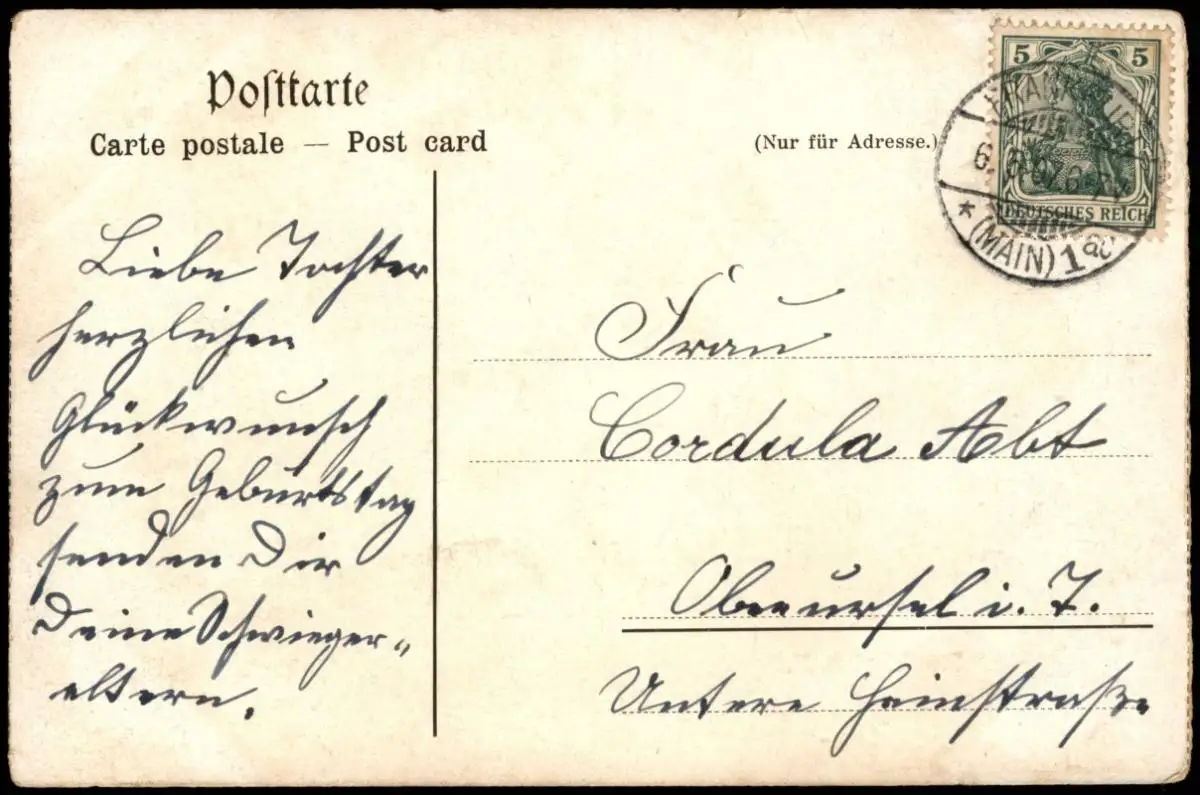 Postkarte
Carte postale — Post card
(Nur für Adresse.)
5 5
DEUTSCHES REICH
FRANKFURT
* (MAIN) 1
Liebe Tochter
herzlichen
Glückwunsch
zum Geburtstag
senden Dir
Deine Schwieger„
eltern.
Frau
Cordula Abt
Oberursel i. T.
Untere Hainstraße